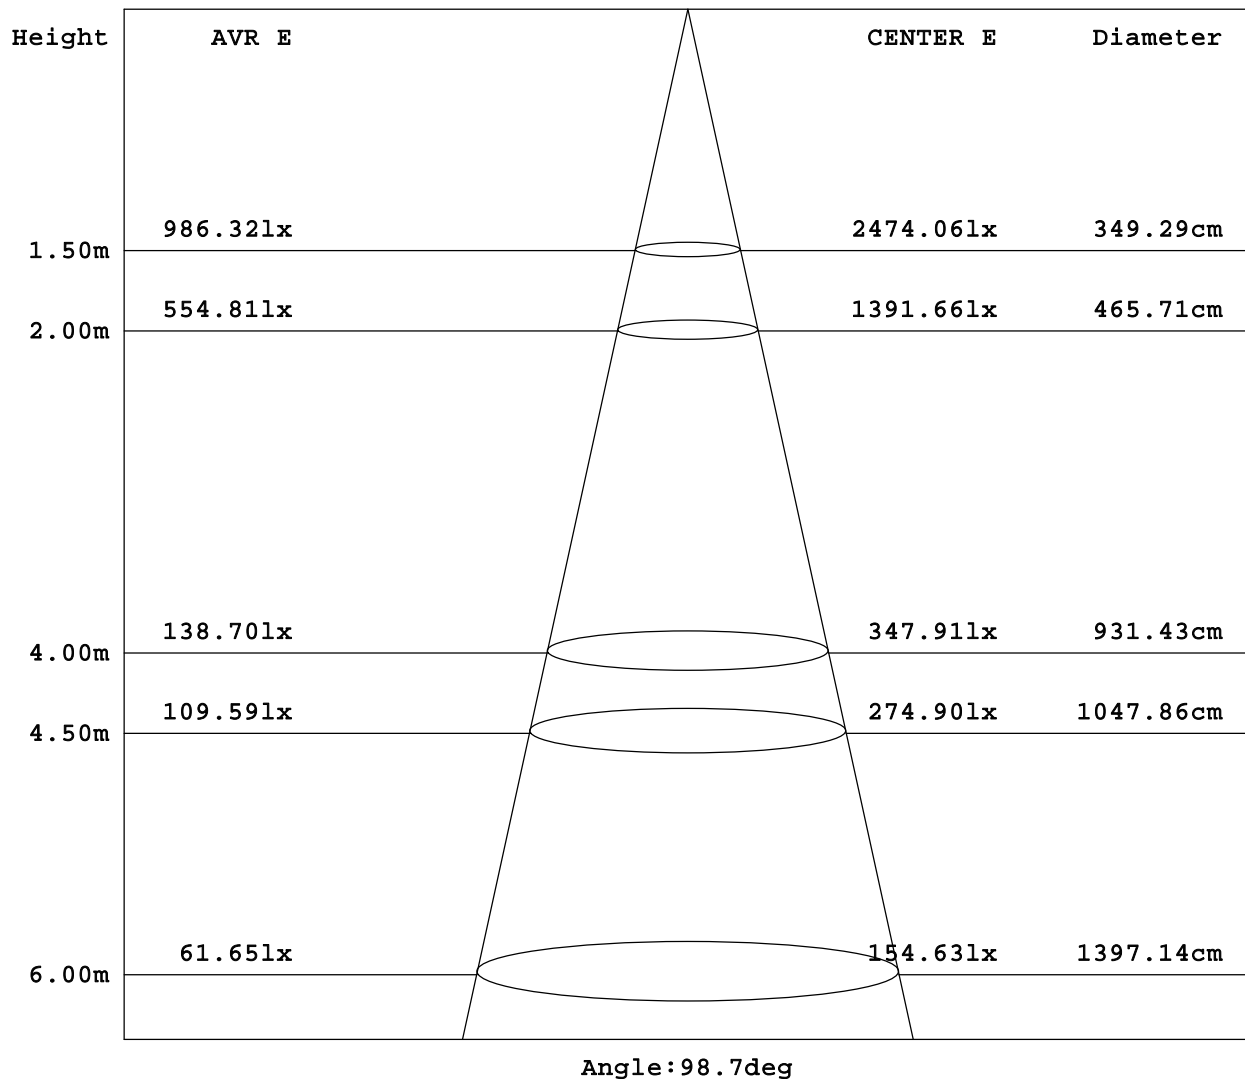 Height AVR E CENTER E Diameter
986.32lx 2474.06lx 349.29cm
1.50m
554.81lx 1391.66lx 465.71cm
2.00m
138.70lx 347.91lx 931.43cm
4.00m
109.59lx 274.90lx 1047.86cm
4.50m
61.65lx 154.63lx 1397.14cm
6.00m
Angle:98.7deg